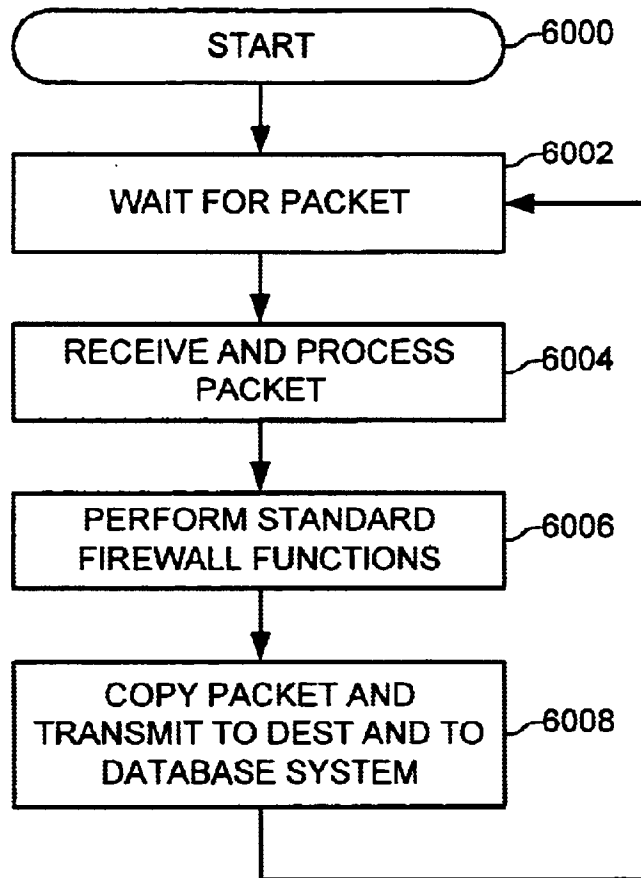 START
6000
WAIT FOR PACKET
6002
RECEIVE AND PROCESS
PACKET
6004
PERFORM STANDARD
FIREWALL FUNCTIONS
6006
COPY PACKET AND
TRANSMIT TO DEST AND TO
DATABASE SYSTEM
6008